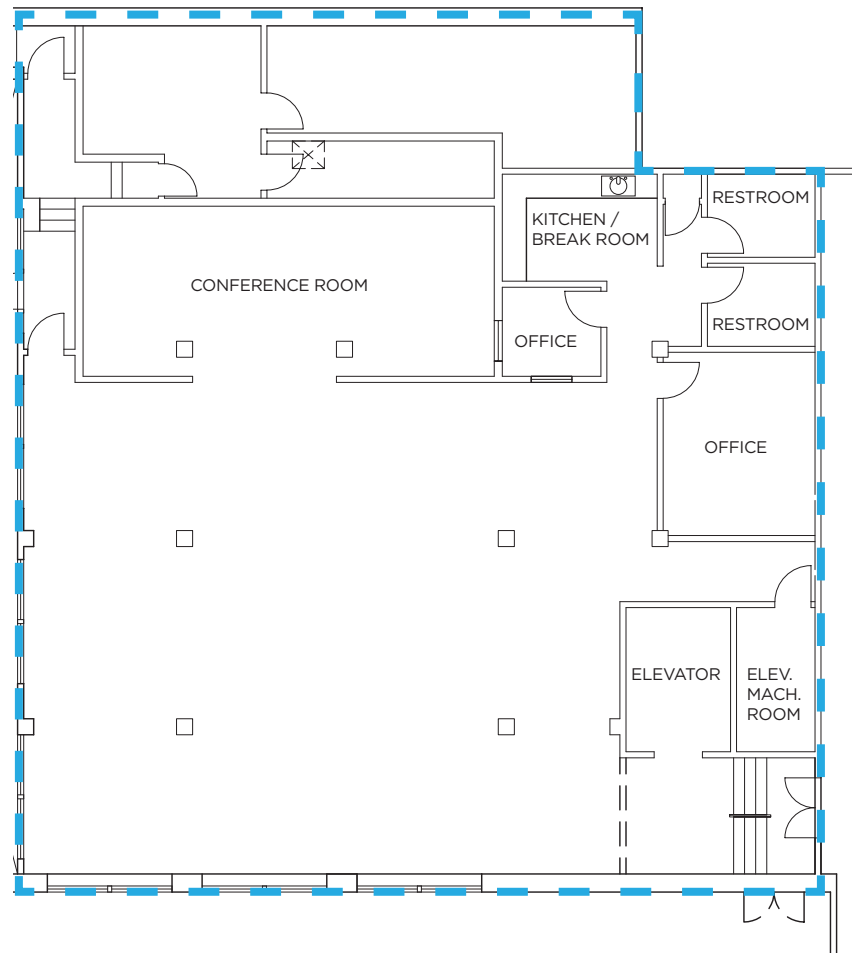 RESTROOM
KITCHEN /
BREAK ROOM
CONFERENCE ROOM
RESTROOM
OFFICE
OFFICE
ELEVATOR
ELEV.
MACH.
ROOM